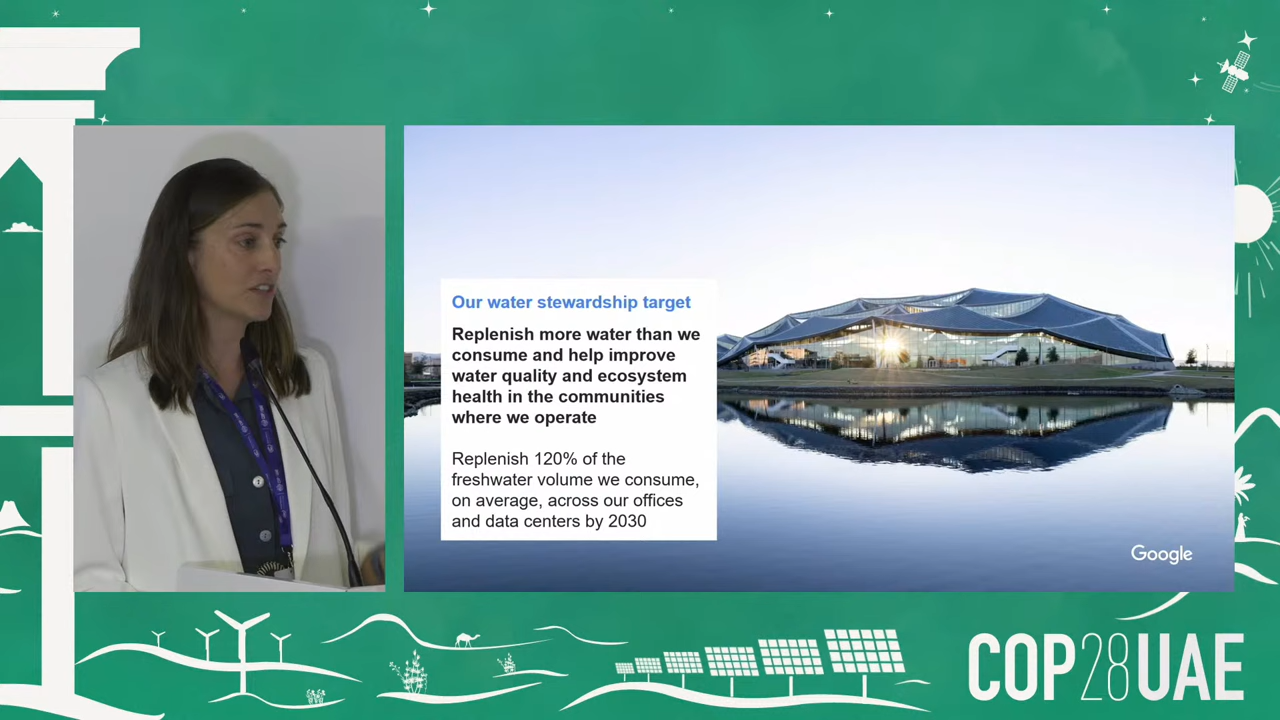 Our water stewardship target
Replenish more water than we
consume and help improve
water quality and ecosystem
health in the communities
where we operate
Replenish 120% of the
freshwater volume we consume,
on average, across our offices
and data centers by 2030
Google
COP28UAE